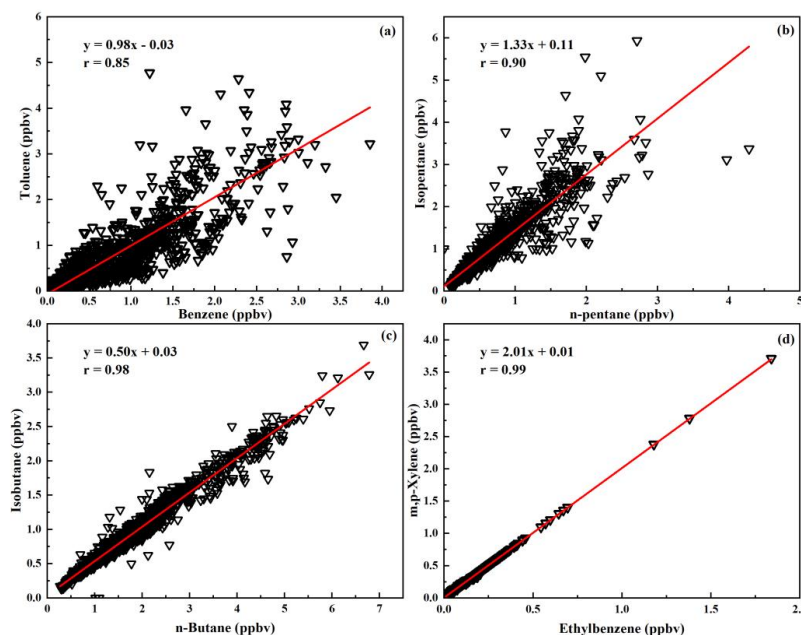 (a)
y = 0.98x - 0.03
r = 0.85
Toluene (ppbv)
5
4
3
2
1
0
0.0 0.5 1.0 1.5 2.0 2.5 3.0 3.5 4.0
Benzene (ppbv)
(b)
y = 1.33x + 0.11
r = 0.90
Isopentane (ppbv)
6
5
4
3
2
1
0
0 1 2 3 4 5
n-pentane (ppbv)
(c)
y = 0.50x + 0.03
r = 0.98
Isobutane (ppbv)
4.0
3.5
3.0
2.5
2.0
1.5
1.0
0.5
0.0
0 1 2 3 4 5 6 7
n-Butane (ppbv)
(d)
y = 2.01x + 0.01
r = 0.99
m,p-Xylene (ppbv)
4.0
3.5
3.0
2.5
2.0
1.5
1.0
0.5
0.0
0.0 0.5 1.0 1.5
Ethylbenzene (ppbv)